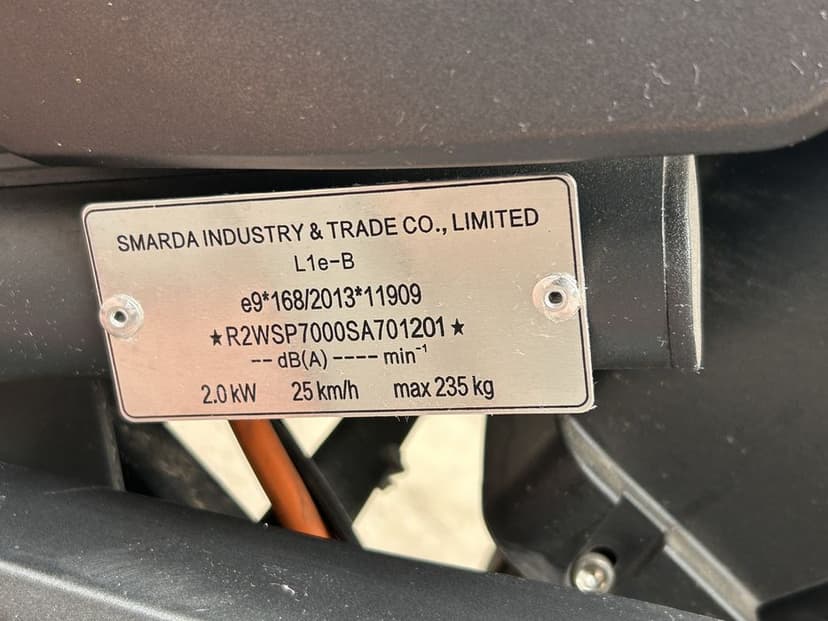 SMARDA INDUSTRY & TRADE CO., LIMITED
L1e-B
e9*168/2013*11909
★R2WSP7000SA701201★
-- dB(A) ---- min⁻¹
2.0 kW 25 km/h max 235 kg